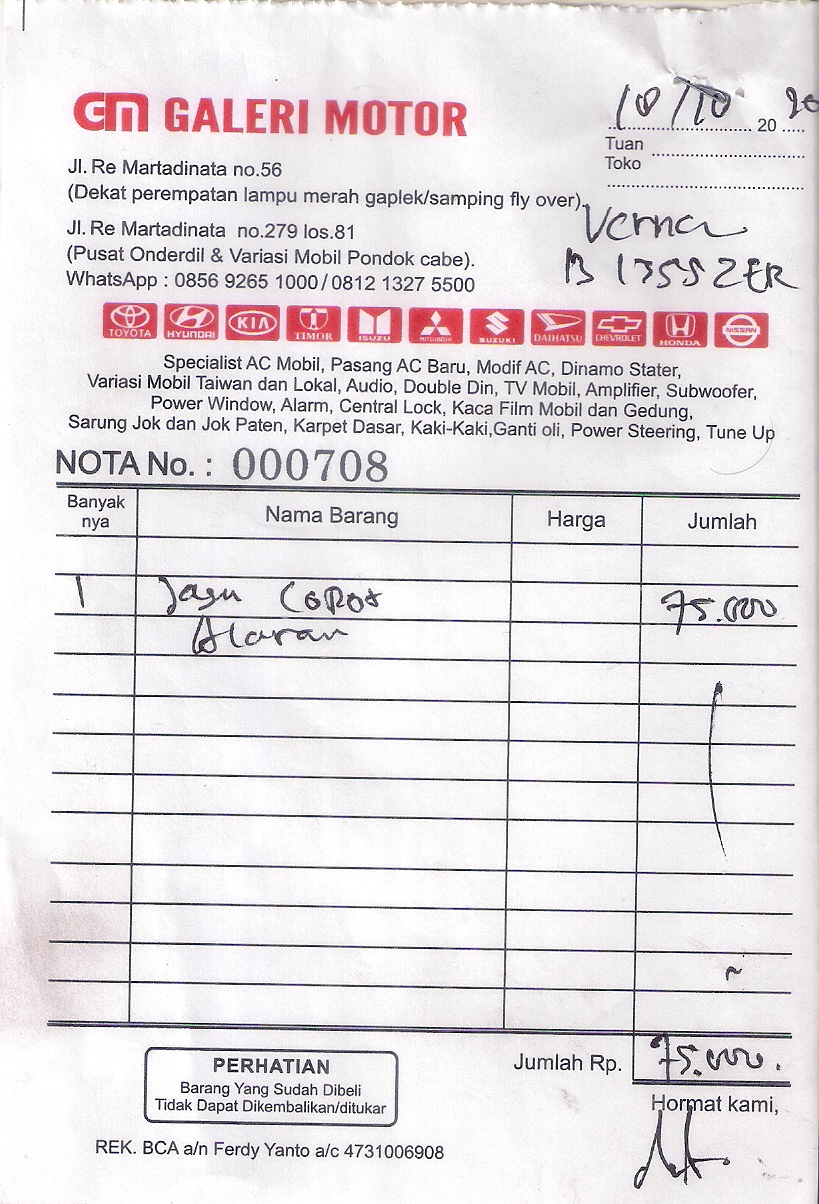 GM GALERI MOTOR
10/10 20 20
Tuan
Toko
Jl. Re Martadinata no.56
(Dekat perempatan lampu merah gaplek/samping fly over).
Jl. Re Martadinata no.279 los.81
(Pusat Onderdil & Variasi Mobil Pondok cabe).
WhatsApp : 0856 9265 1000 / 0812 1327 5500
Verna
B 1355 ZER
TOYOTA HYUNDAI KIA TIMOR ISUZU MITSUBISHI SUZUKI DAIHATSU CHEVROLET HONDA NISSAN
Specialist AC Mobil, Pasang AC Baru, Modif AC, Dinamo Stater,
Variasi Mobil Taiwan dan Lokal, Audio, Double Din, TV Mobil, Amplifier, Subwoofer,
Power Window, Alarm, Central Lock, Kaca Film Mobil dan Gedung,
Sarung Jok dan Jok Paten, Karpet Dasar, Kaki-Kaki,Ganti oli, Power Steering, Tune Up
NOTA No. : 000708
Banyak nya Nama Barang Harga Jumlah
1 Jasa Copot 75.000
Alaram
Jumlah Rp. 75.000.
PERHATIAN
Barang Yang Sudah Dibeli
Tidak Dapat Dikembalikan/ditukar
Hormat kami,
REK. BCA a/n Ferdy Yanto a/c 4731006908